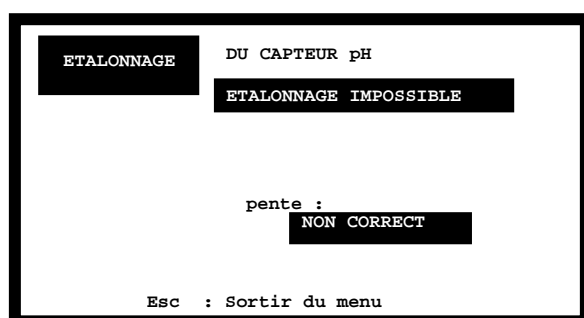 ETALONNAGE DU CAPTEUR pH
ETALONNAGE IMPOSSIBLE
pente :
NON CORRECT
Esc : Sortir du menu